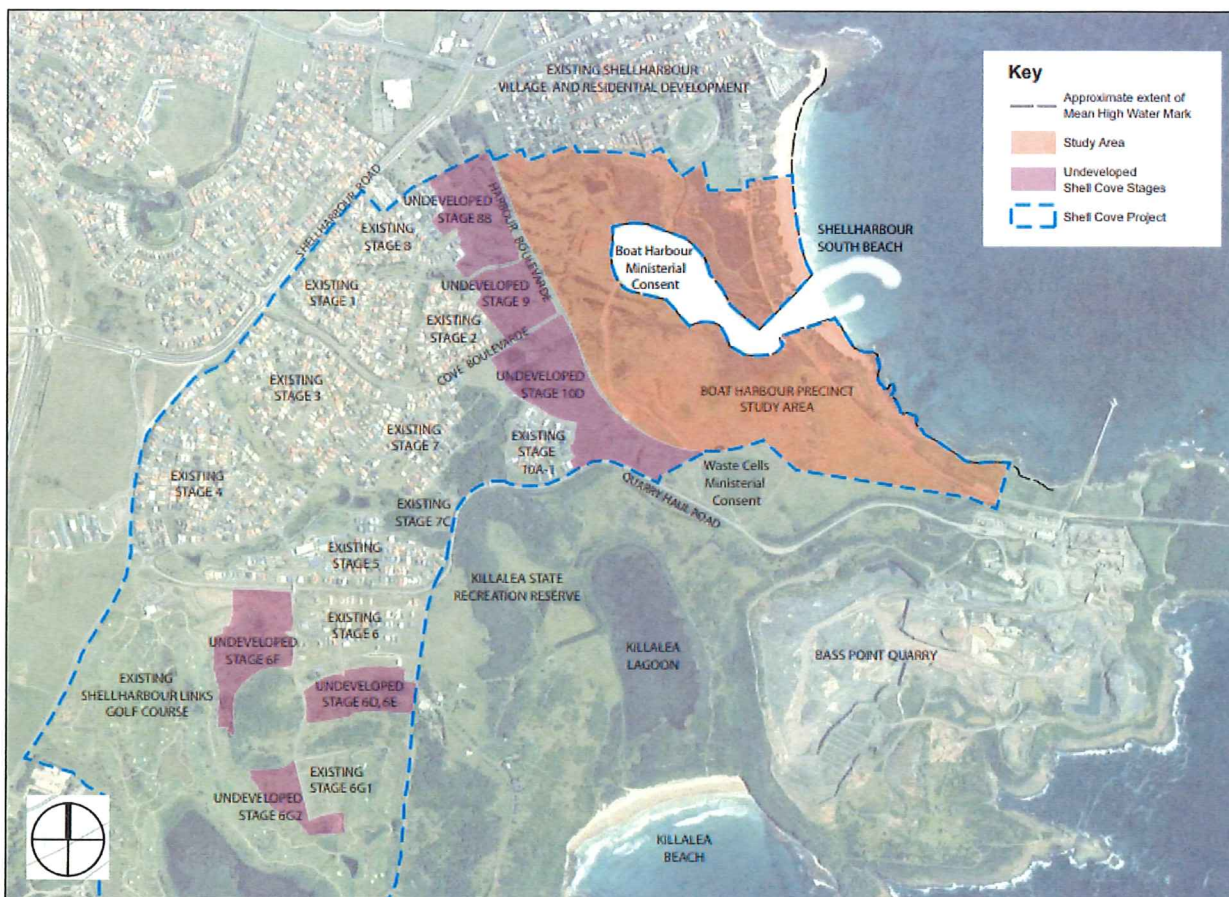 EXISTING SHELLHARBOUR
VILLAGE AND RESIDENTIAL DEVELOPMENT
Key
Approximate extent of
Mean High Water Mark
Study Area
Undeveloped
Shell Cove Stages
Shell Cove Project
SHELLHARBOUR ROAD
UNDEVELOPED
STAGE 8B
HARBOUR BOULEVARDE
EXISTING
STAGE 8
SHELLHARBOUR
SOUTH BEACH
Boat Harbour
Ministerial
Consent
EXISTING
STAGE 1
UNDEVELOPED
STAGE 9
EXISTING
STAGE 2
COVE BOULEVARDE
EXISTING
STAGE 3
UNDEVELOPED
STAGE 10D
BOAT HARBOUR PRECINCT
STUDY AREA
EXISTING
STAGE 7
EXISTING
STAGE
10A-1
EXISTING
STAGE 4
Waste Cells
Ministerial
Consent
QUARRY HAUL ROAD
EXISTING
STAGE 7C
EXISTING
STAGE 5
KILLALEA STATE
RECREATION RESERVE
EXISTING
STAGE 6
UNDEVELOPED
STAGE 6F
KILLALEA
LAGOON
BASS POINT QUARRY
EXISTING
SHELLHARBOUR LINKS
GOLF COURSE
UNDEVELOPED
STAGE 6D, 6E
EXISTING
STAGE 6G1
UNDEVELOPED
STAGE 6G2
KILLALEA
BEACH